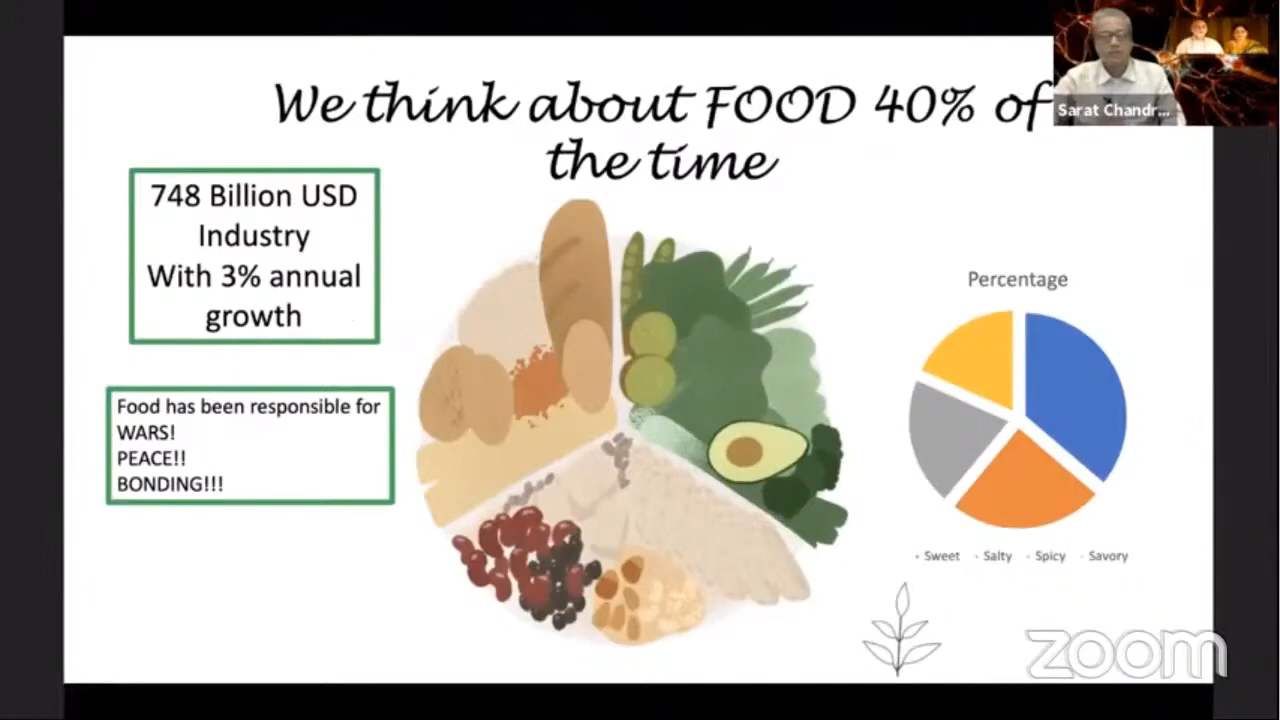 We think about FOOD 40% of
the time
Sarat Chandr...
748 Billion USD
Industry
With 3% annual
growth
Food has been responsible for
WARS!
PEACE!!
BONDING!!!
Percentage
Sweet Salty Spicy Savory
zoom